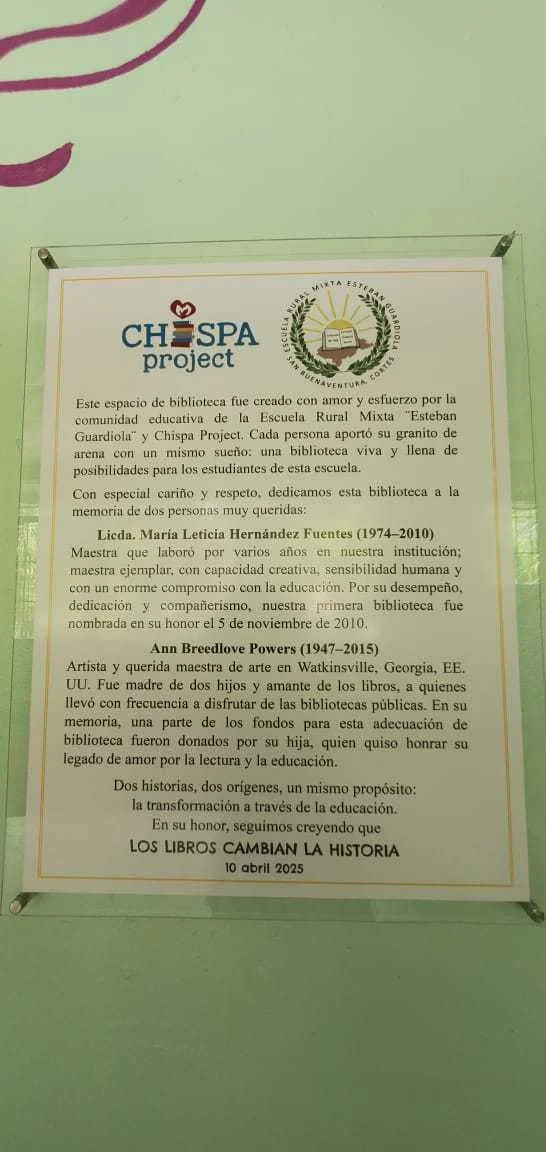 CHISPA
project
ESCUELA RURAL MIXTA ESTEBAN GUARDIOLA
SAN BUENAVENTURA, CORTÉS
Este espacio de biblioteca fue creado con amor y esfuerzo por la
comunidad educativa de la Escuela Rural Mixta ¨Esteban
Guardiola¨ y Chispa Project. Cada persona aportó su granito de
arena con un mismo sueño: una biblioteca viva y llena de
posibilidades para los estudiantes de esta escuela.
Con especial cariño y respeto, dedicamos esta biblioteca a la
memoria de dos personas muy queridas:
Licda. María Leticia Hernández Fuentes (1974–2010)
Maestra que laboró por varios años en nuestra institución;
maestra ejemplar, con capacidad creativa, sensibilidad humana y
con un enorme compromiso con la educación. Por su desempeño,
dedicación y compañerismo, nuestra primera biblioteca fue
nombrada en su honor el 5 de noviembre de 2010.
Ann Breedlove Powers (1947–2015)
Artista y querida maestra de arte en Watkinsville, Georgia, EE.
UU. Fue madre de dos hijos y amante de los libros, a quienes
llevó con frecuencia a disfrutar de las bibliotecas públicas. En su
memoria, una parte de los fondos para esta adecuación de
biblioteca fueron donados por su hija, quien quiso honrar su
legado de amor por la lectura y la educación.
Dos historias, dos orígenes, un mismo propósito:
la transformación a través de la educación.
En su honor, seguimos creyendo que
LOS LIBROS CAMBIAN LA HISTORIA
10 abril 2025